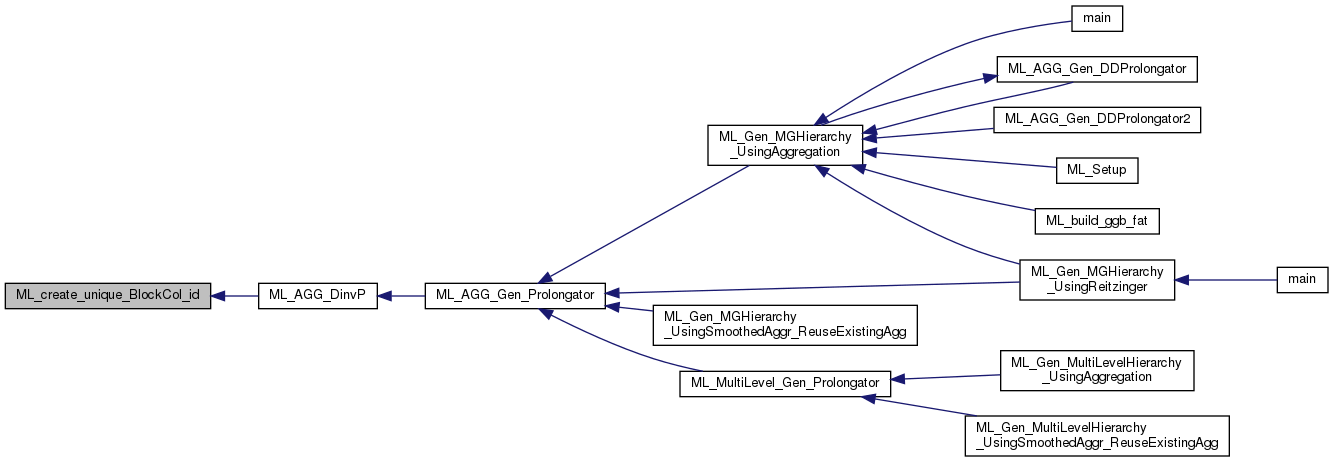 main
ML_AGG_Gen_DDProlongator
ML_AGG_Gen_DDProlongator2
ML_Gen_MGHierarchy
_UsingAggregation
ML_Setup
ML_build_ggb_fat
ML_Gen_MGHierarchy
_UsingReitzinger
main
ML_create_unique_BlockCol_id
ML_AGG_DinvP
ML_AGG_Gen_Prolongator
ML_Gen_MGHierarchy
_UsingSmoothedAggr_ReuseExistingAgg
ML_MultiLevel_Gen_Prolongator
ML_Gen_MultiLevelHierarchy
_UsingAggregation
ML_Gen_MultiLevelHierarchy
_UsingSmoothedAggr_ReuseExistingAgg